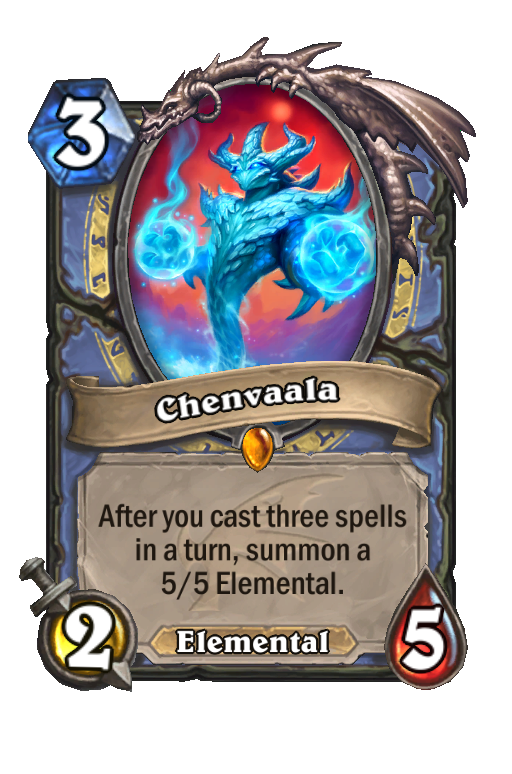 3
Chenvaala
After you cast three spells
in a turn, summon a
5/5 Elemental.
2
Elemental
5